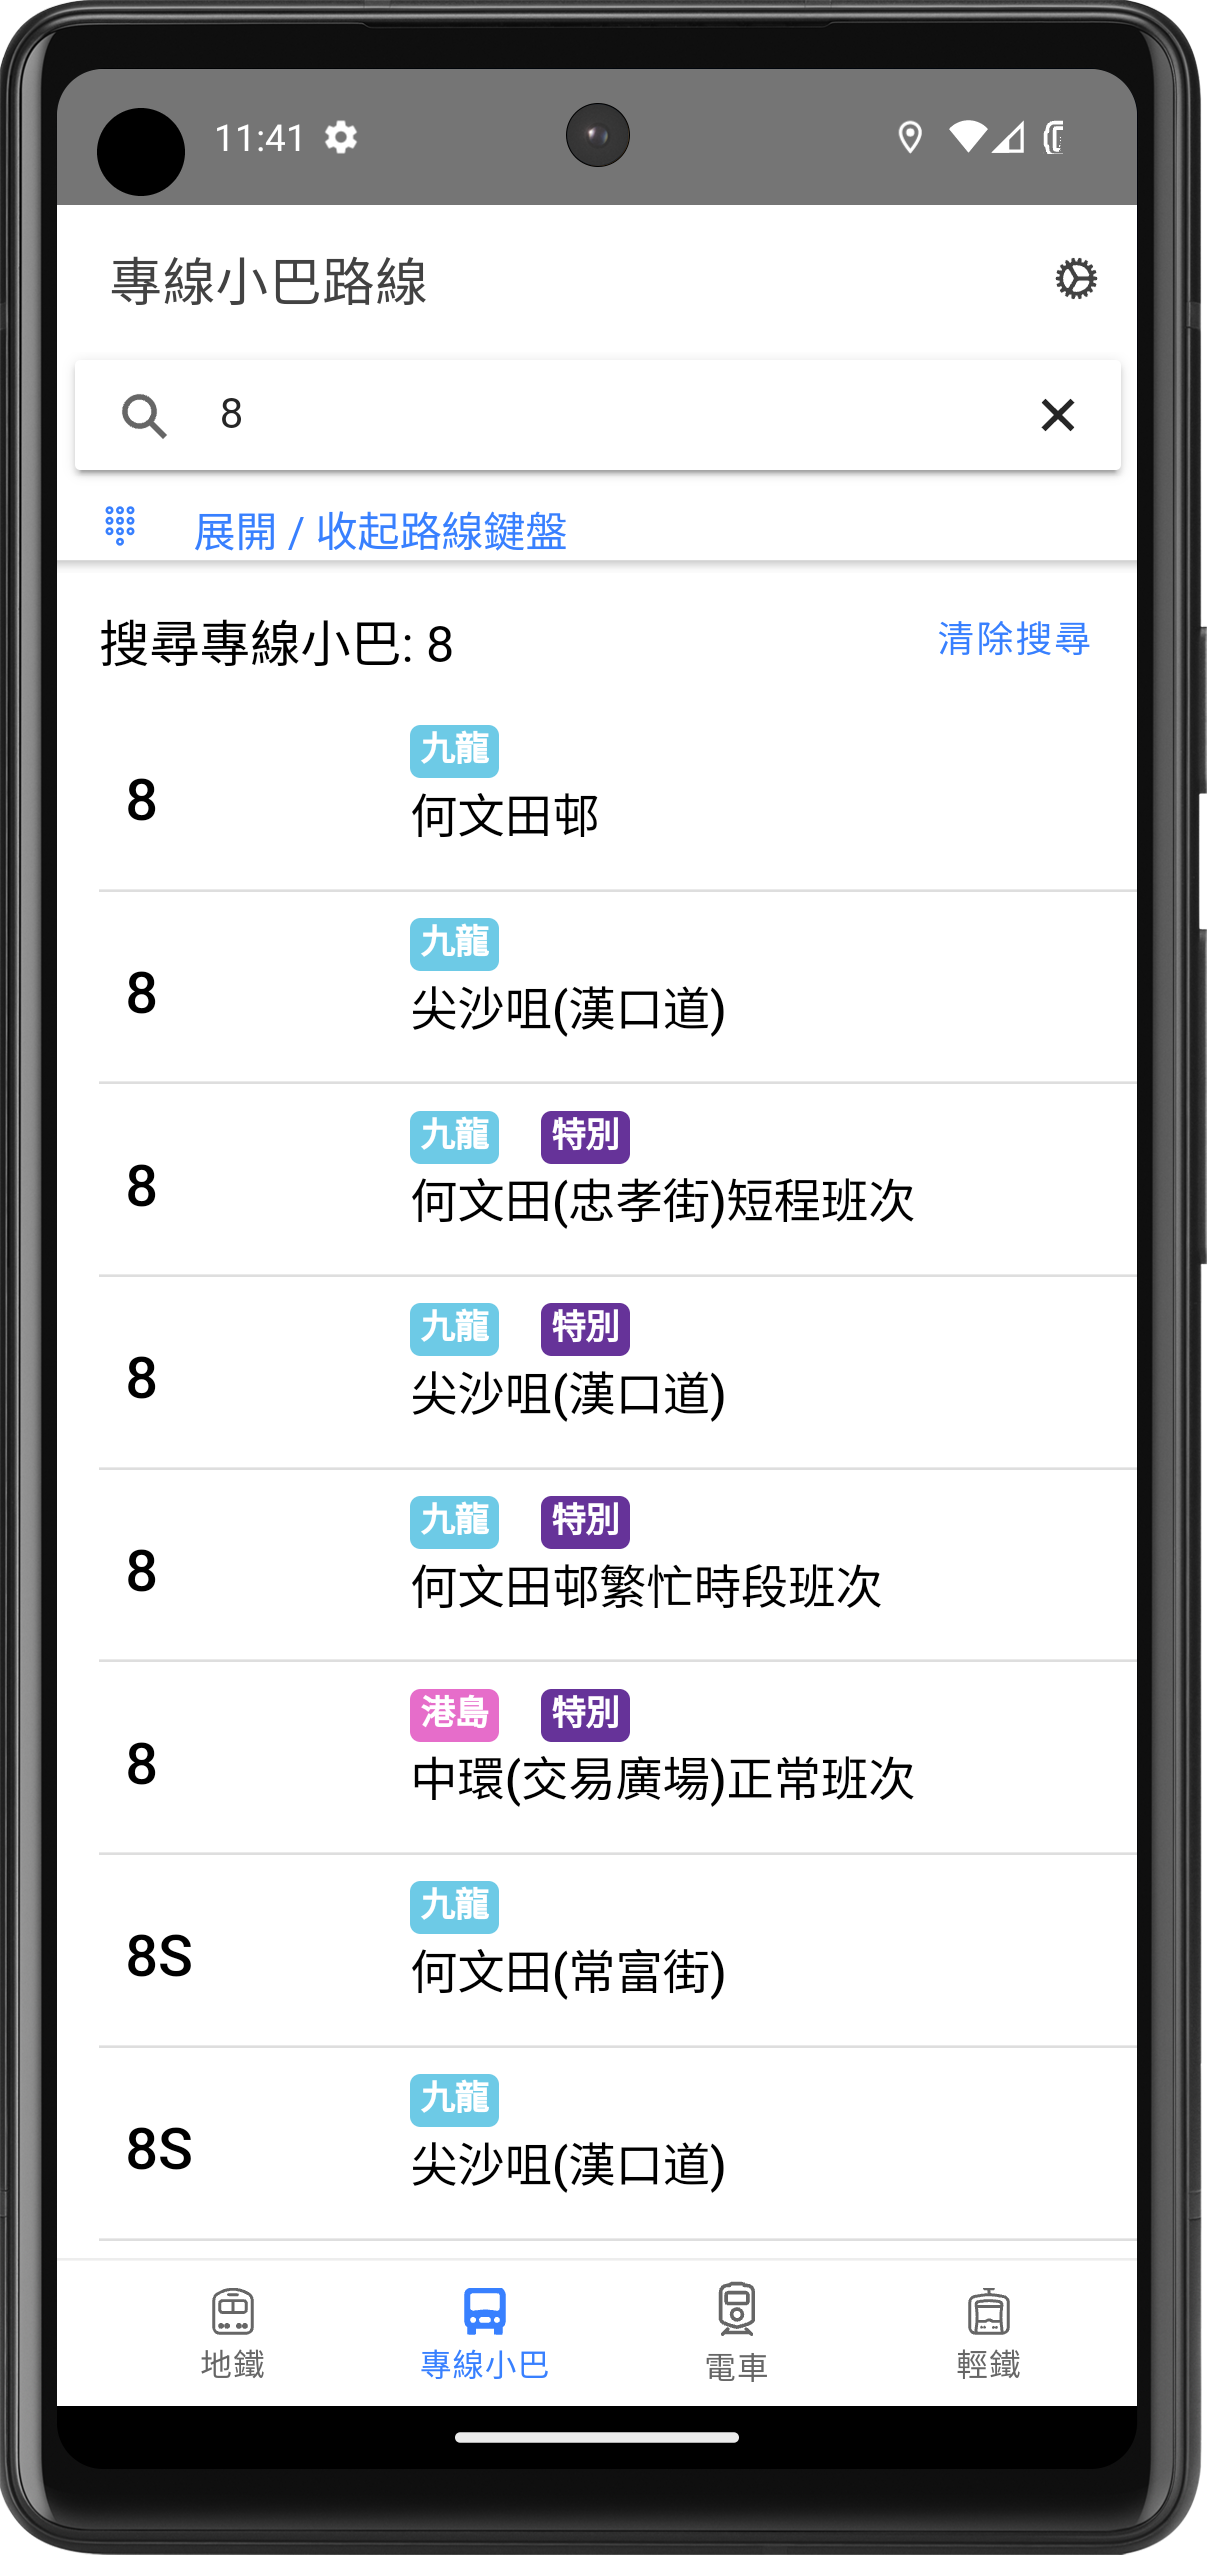 11:41
專線小巴路線
8
展開 / 收起路線鍵盤
搜尋專線小巴: 8
清除搜尋
九龍
8
何文田邨
九龍
8
尖沙咀(漢口道)
九龍 特別
8
何文田(忠孝街)短程班次
九龍 特別
8
尖沙咀(漢口道)
九龍 特別
8
何文田邨繁忙時段班次
港島 特別
8
中環(交易廣場)正常班次
九龍
8S
何文田(常富街)
九龍
8S
尖沙咀(漢口道)
地鐵 專線小巴 電車 輕鐵